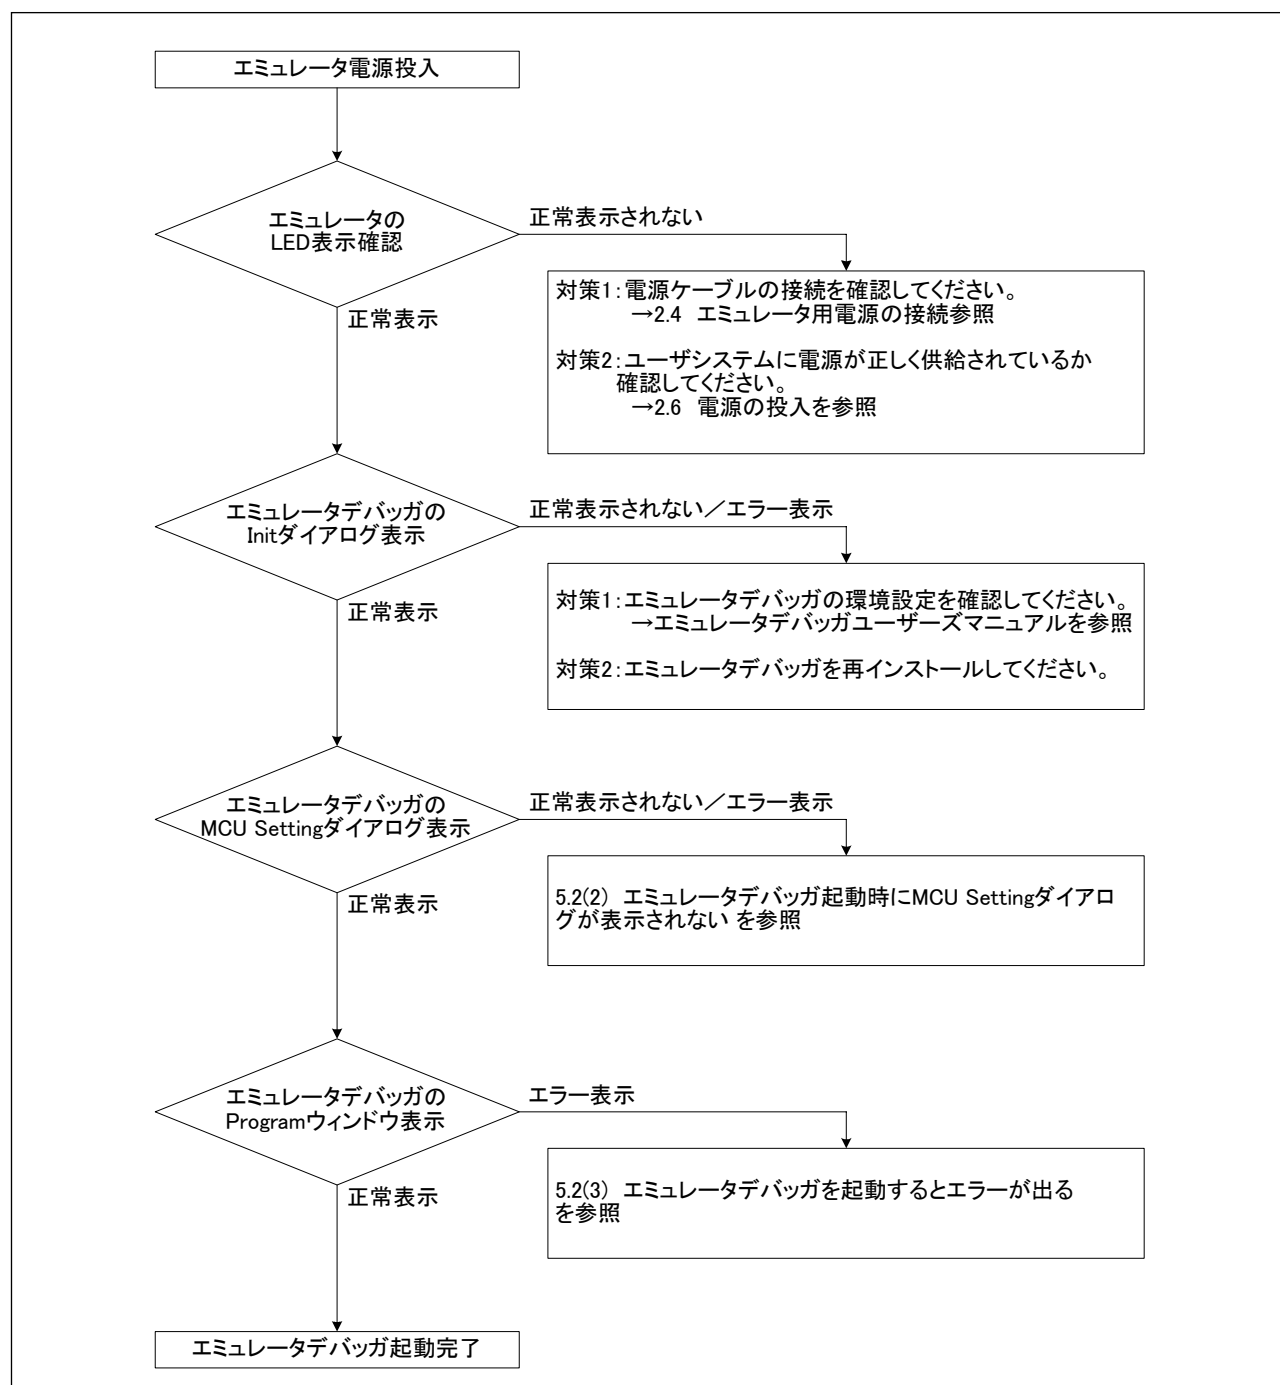 エミュレータ電源投入
エミュレータの
LED表示確認
正常表示されない
正常表示
対策1：電源ケーブルの接続を確認してください。
→2.4 エミュレータ用電源の接続参照
対策2：ユーザシステムに電源が正しく供給されているか
確認してください。
→2.6 電源の投入を参照
エミュレータデバッガの
Initダイアログ表示
正常表示されない／エラー表示
正常表示
対策1：エミュレータデバッガの環境設定を確認してください。
→エミュレータデバッガユーザーズマニュアルを参照
対策2：エミュレータデバッガを再インストールしてください。
エミュレータデバッガの
MCU Settingダイアログ表示
正常表示されない／エラー表示
正常表示
5.2(2) エミュレータデバッガ起動時にMCU Settingダイアロ
グが表示されない を参照
エミュレータデバッガの
Programウィンドウ表示
エラー表示
正常表示
5.2(3) エミュレータデバッガを起動するとエラーが出る
を参照
エミュレータデバッガ起動完了